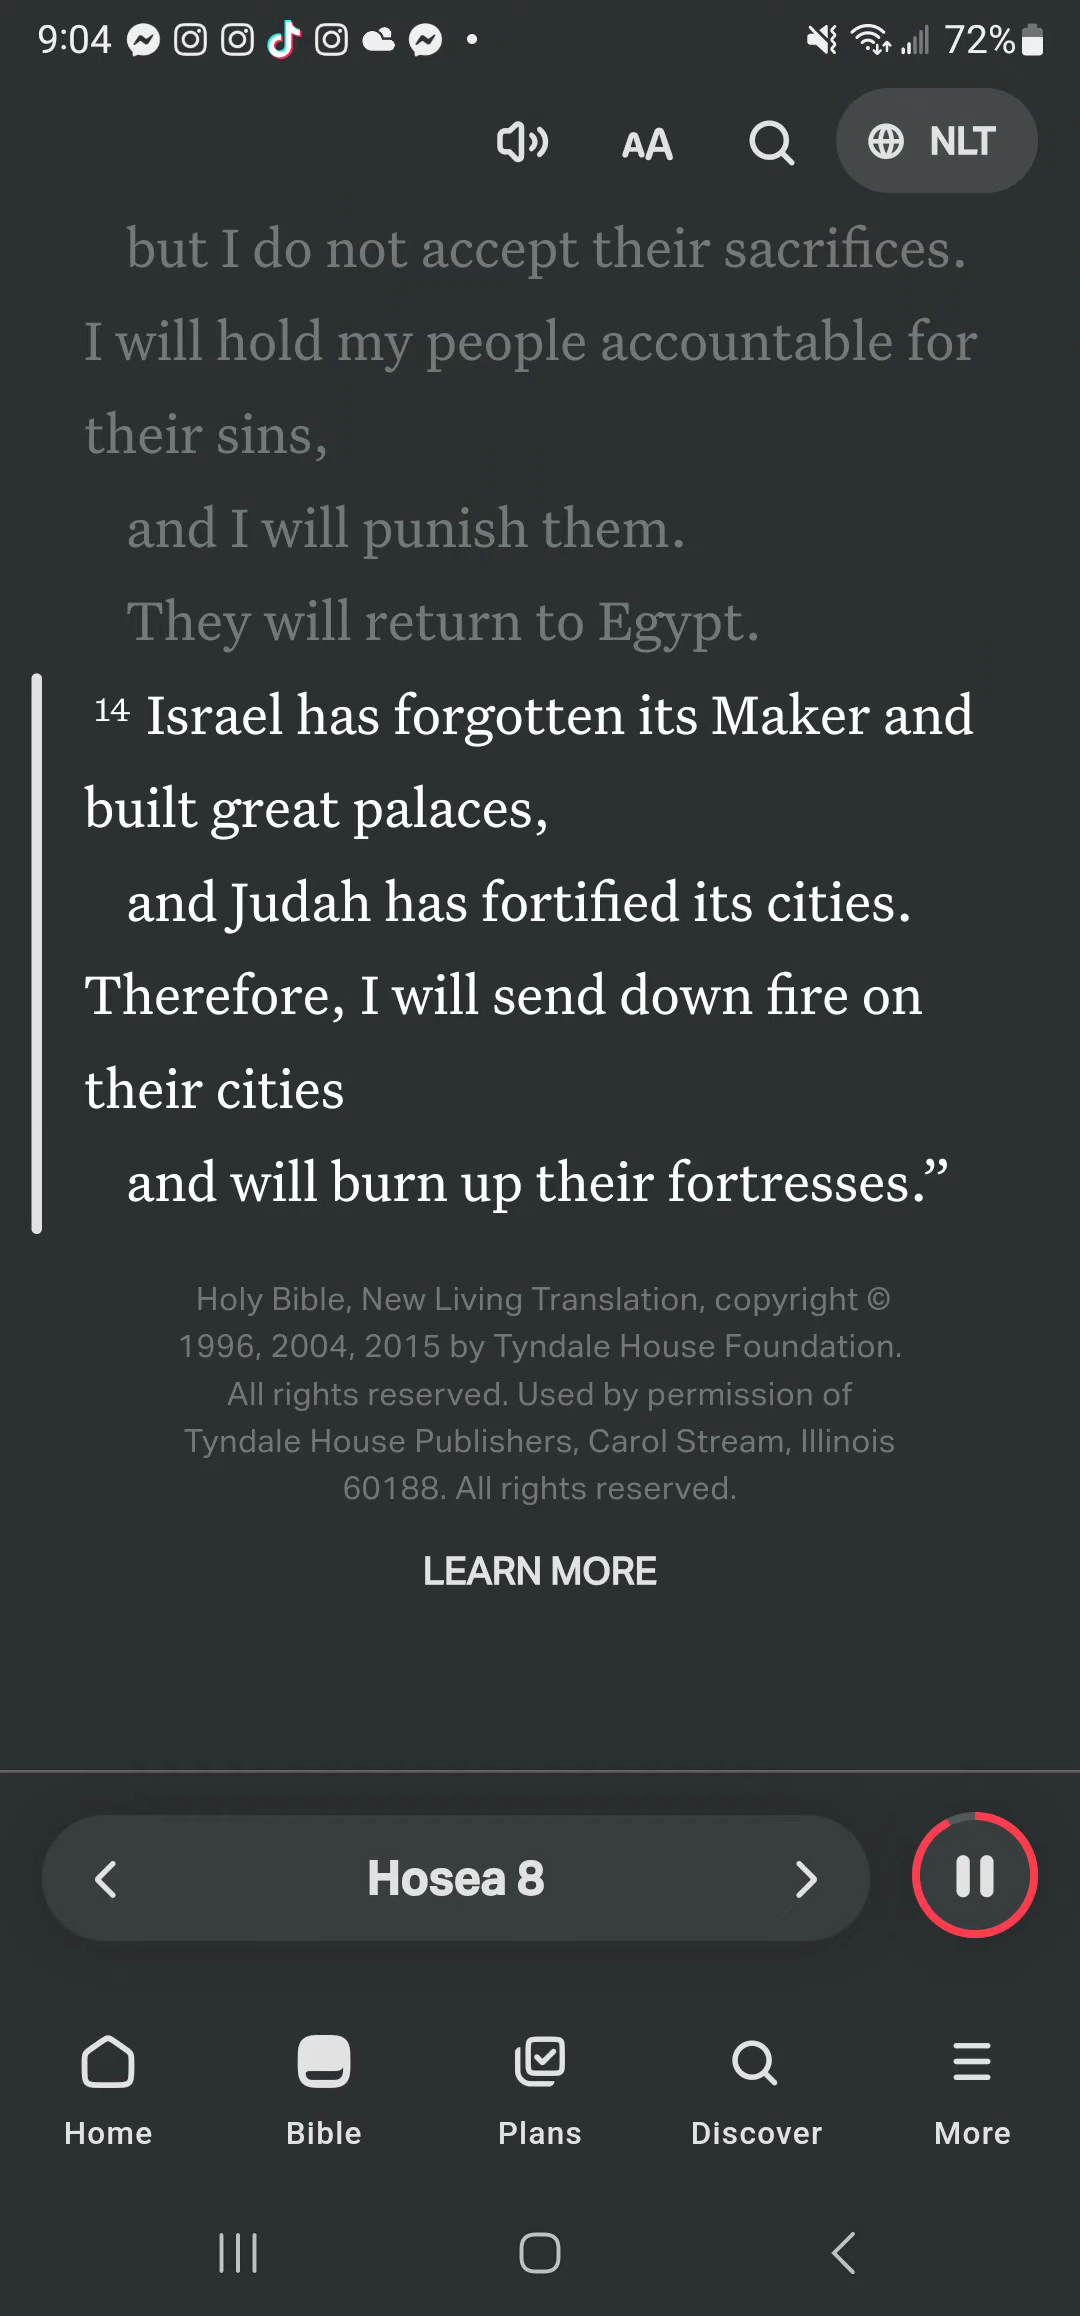 9:04
72%
NLT
but I do not accept their sacrifices.
I will hold my people accountable for
their sins,
and I will punish them.
They will return to Egypt.
14 Israel has forgotten its Maker and
built great palaces,
and Judah has fortified its cities.
Therefore, I will send down fire on
their cities
and will burn up their fortresses.”
Holy Bible, New Living Translation, copyright ©
1996, 2004, 2015 by Tyndale House Foundation.
All rights reserved. Used by permission of
Tyndale House Publishers, Carol Stream, Illinois
60188. All rights reserved.
LEARN MORE
Hosea 8
Home
Bible
Plans
Discover
More